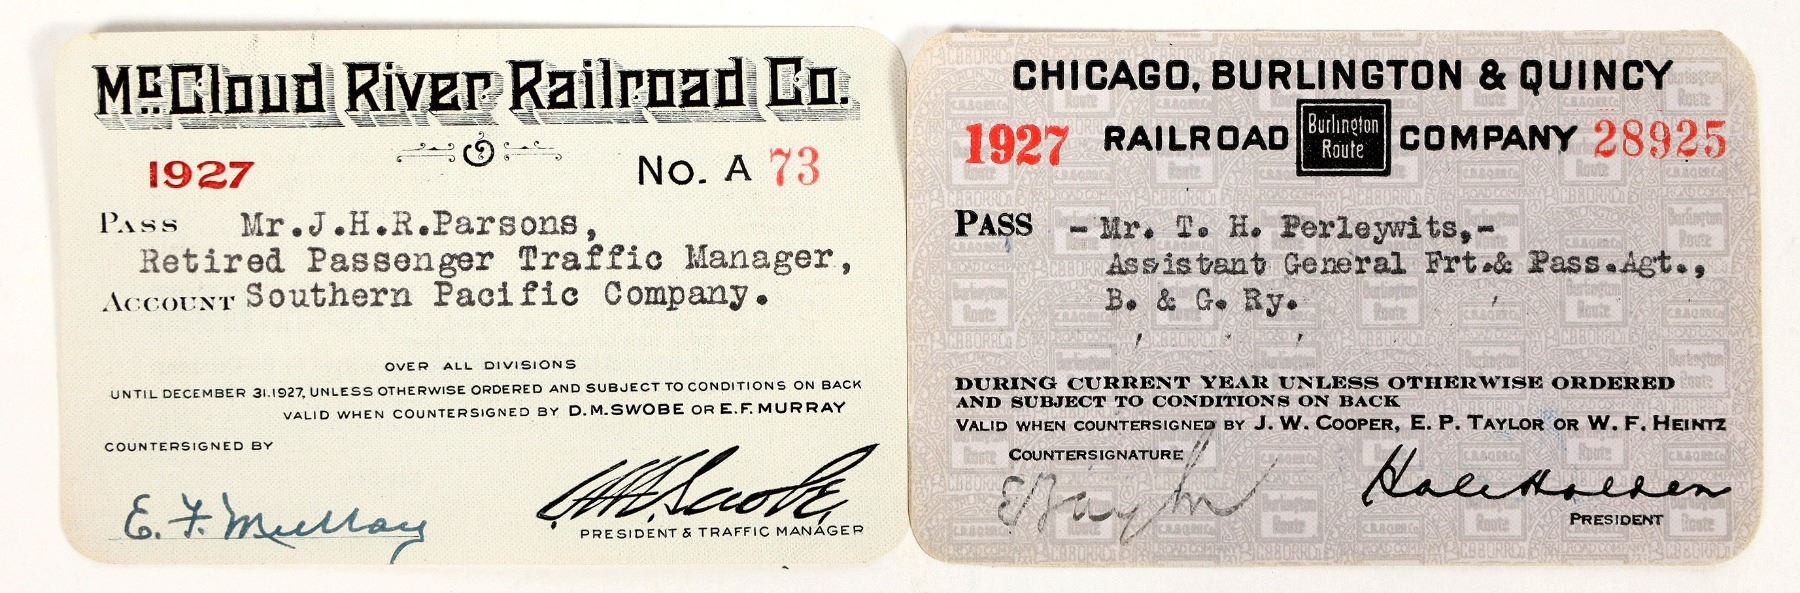 McCloud River Railroad Co.
1927 No. A 73
PASS Mr.J.H.R.Parsons,
Retired Passenger Traffic Manager,
ACCOUNT Southern Pacific Company.
OVER ALL DIVISIONS
UNTIL DECEMBER 31.1927, UNLESS OTHERWISE ORDERED AND SUBJECT TO CONDITIONS ON BACK
VALID WHEN COUNTERSIGNED BY D.M.SWOBE OR E.F.MURRAY
COUNTERSIGNED BY
E. F. Murray
PRESIDENT & TRAFFIC MANAGER
CHICAGO, BURLINGTON & QUINCY
1927 RAILROAD Burlington Route COMPANY 28925
PASS - Mr. T. H. Perleywits,-
Assistant General Frt.& Pass.Agt.,
B. & G. Ry.
DURING CURRENT YEAR UNLESS OTHERWISE ORDERED
AND SUBJECT TO CONDITIONS ON BACK
VALID WHEN COUNTERSIGNED BY J. W. COOPER, E. P. TAYLOR OR W. F. HEINTZ
COUNTERSIGNATURE
Hale Holden
PRESIDENT